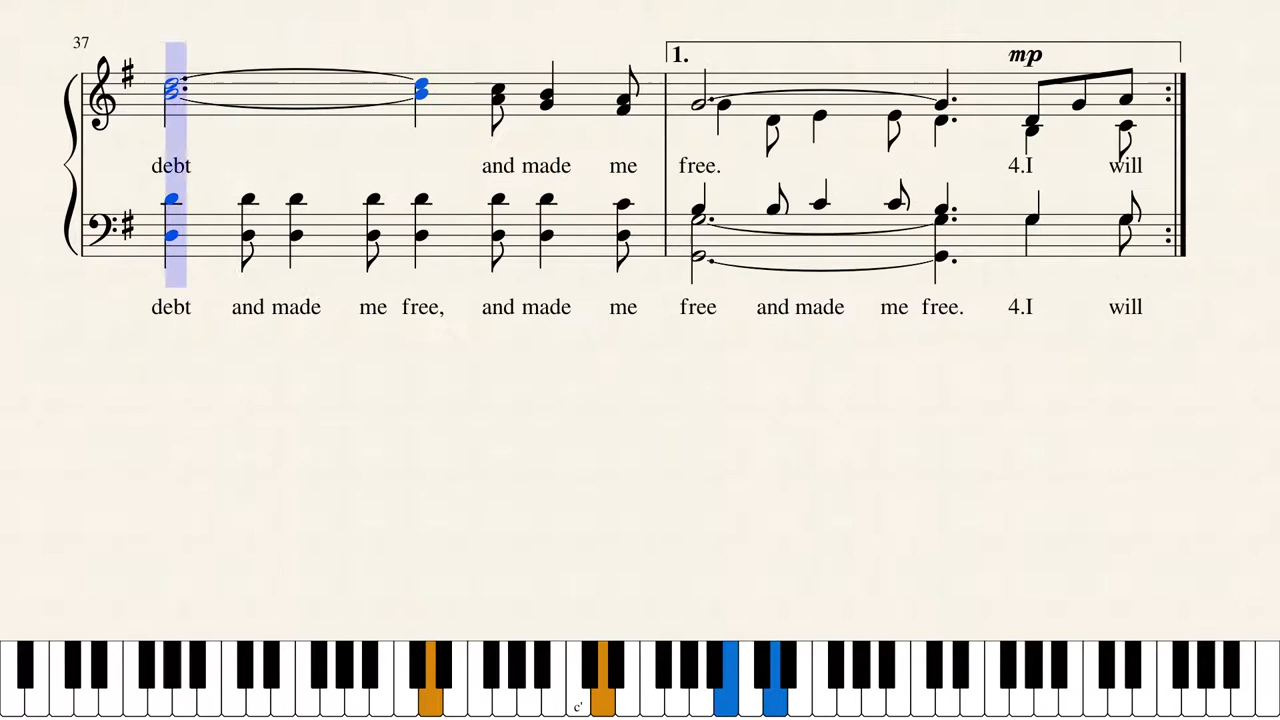 37
1.
mp
debt and made me free. 4.I will
debt and made me free, and made me free and made me free. 4.I will
c'